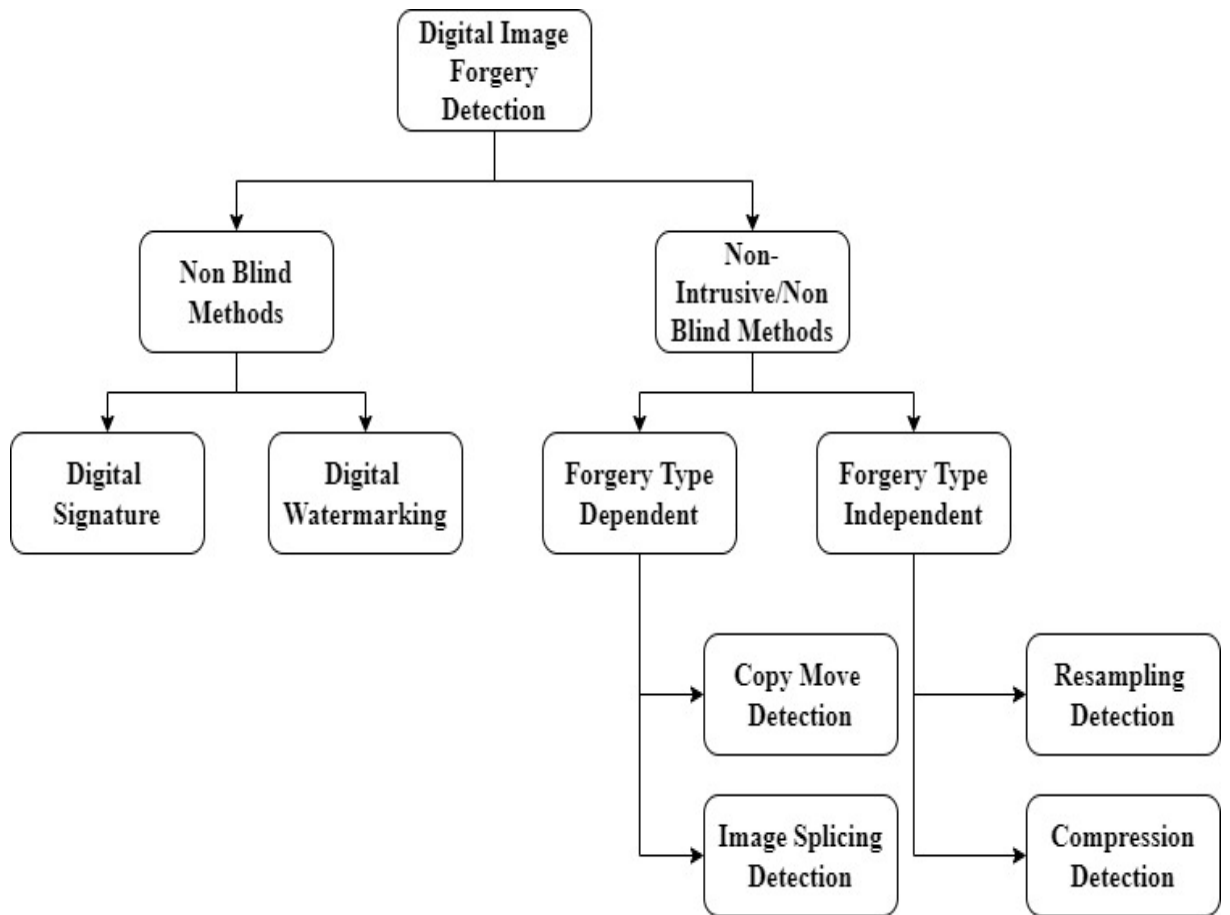 Digital Image
Forgery
Detection
Non Blind
Methods
Non-
Intrusive/Non
Blind Methods
Digital
Signature
Digital
Watermarking
Forgery Type
Dependent
Forgery Type
Independent
Copy Move
Detection
Resampling
Detection
Image Splicing
Detection
Compression
Detection